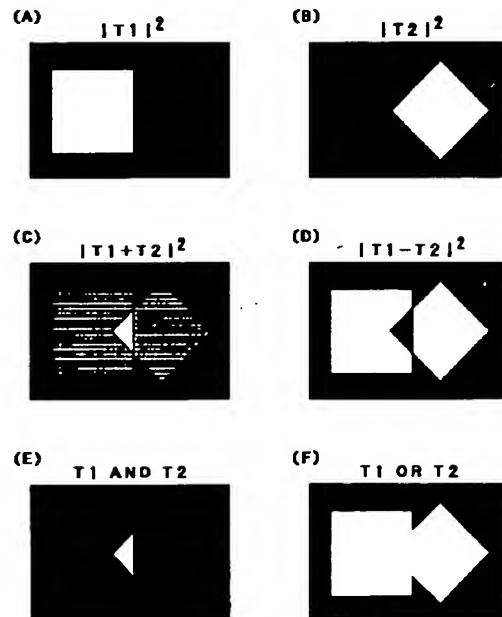 (A)
|T1|²
(B)
|T2|²
(C)
|T1+T2|²
(D)
|T1-T2|²
(E)
T1 AND T2
(F)
T1 OR T2